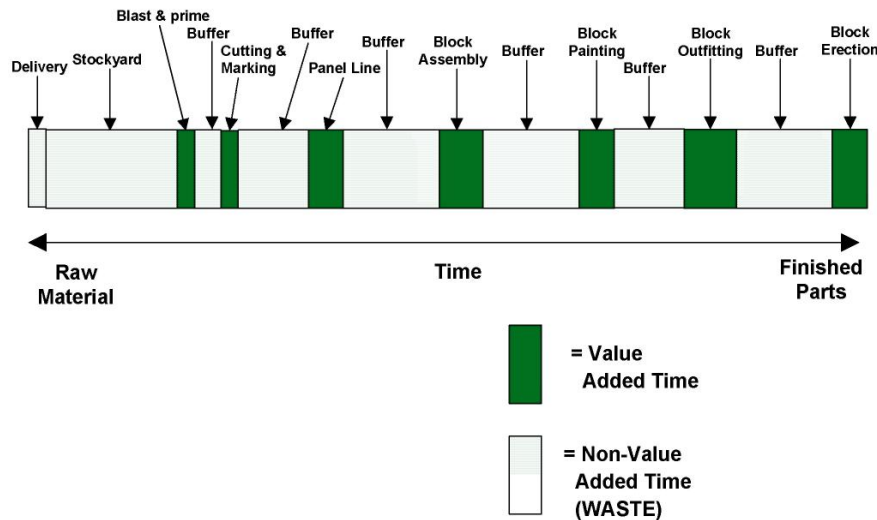 Delivery
Stockyard
Blast & prime
Buffer
Cutting &
Marking
Buffer
Panel Line
Buffer
Block
Assembly
Buffer
Block
Painting
Buffer
Block
Outfitting
Buffer
Block
Erection
Raw
Material
Time
Finished
Parts
= Value
Added Time
= Non-Value
Added Time
(WASTE)